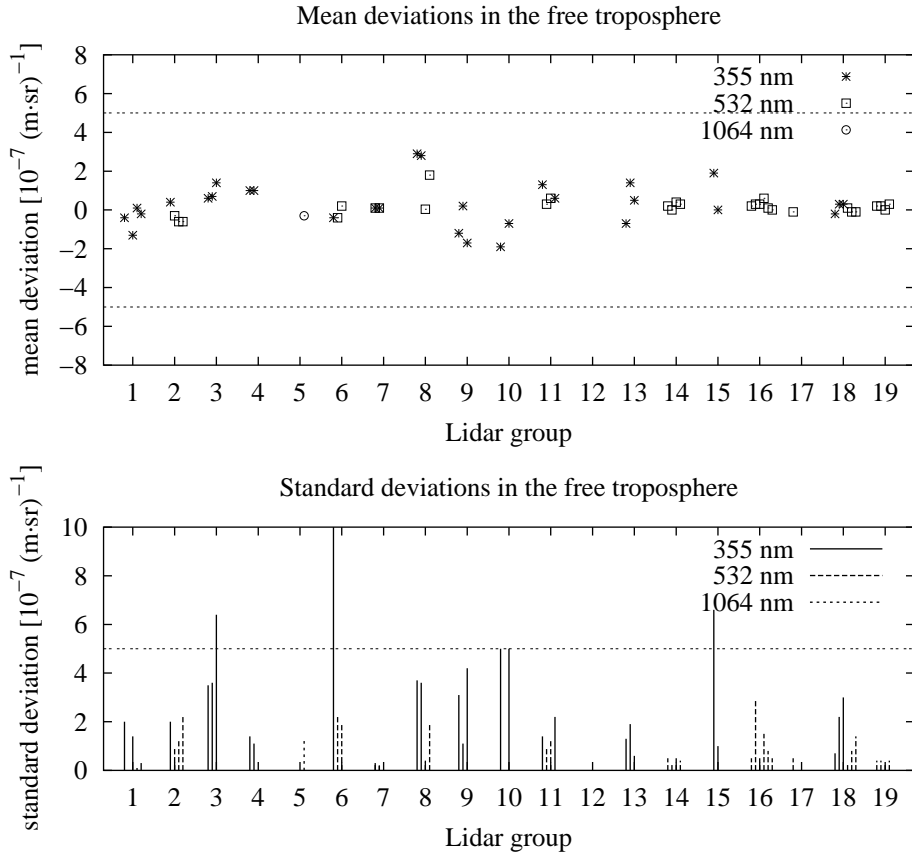 Mean deviations in the free troposphere
mean deviation [10⁻⁷ (m·sr)⁻¹]
8
6
4
2
0
−2
−4
−6
−8
355 nm
532 nm
1064 nm
1 2 3 4 5 6 7 8 9 10 11 12 13 14 15 16 17 18 19
Lidar group
Standard deviations in the free troposphere
standard deviation [10⁻⁷ (m·sr)⁻¹]
10
8
6
4
2
0
355 nm
532 nm
1064 nm
1 2 3 4 5 6 7 8 9 10 11 12 13 14 15 16 17 18 19
Lidar group